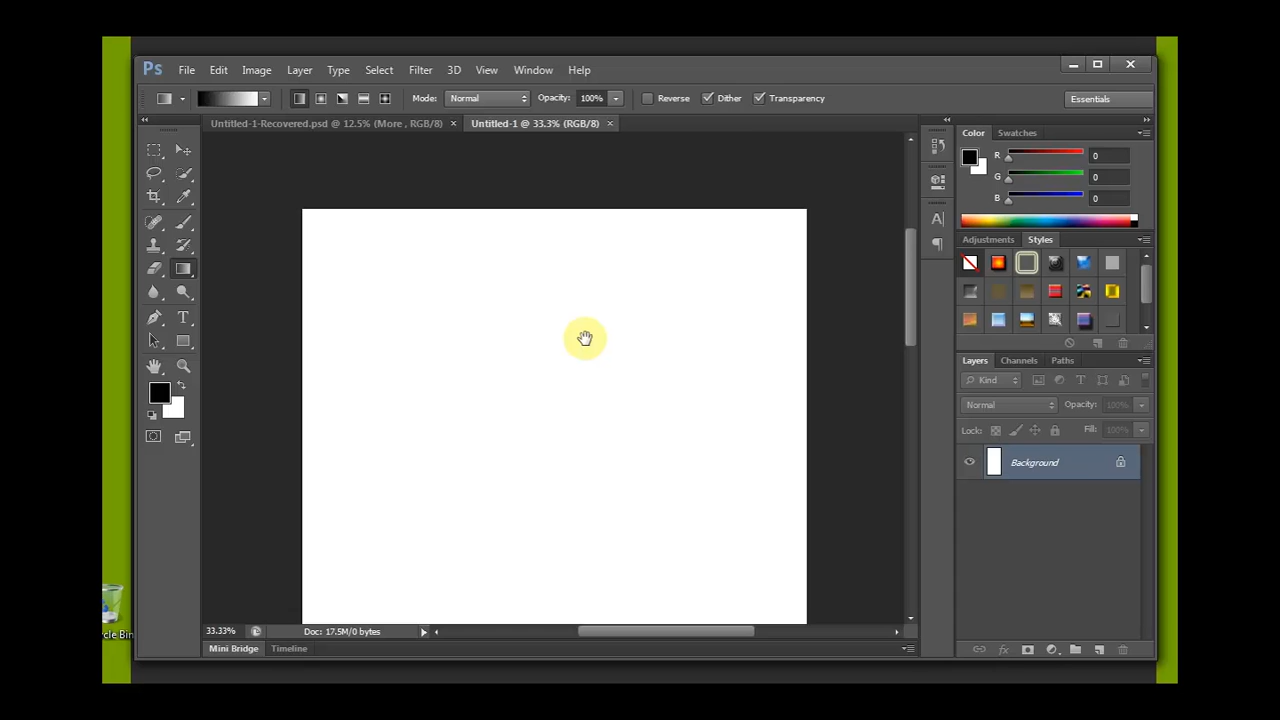 Ps File Edit Image Layer Type Select Filter 3D View Window Help
Mode: Normal Opacity: 100% Reverse Dither Transparency Essentials
Untitled-1-Recovered.psd @ 12.5% (More , RGB/8) × Untitled-1 @ 33.3% (RGB/8) ×
Color Swatches
R 0
G 0
B 0
Adjustments Styles
Layers Channels Paths
Kind
Normal Opacity: 100%
Lock: Fill: 100%
Background
cle Bin
33.33% Doc: 17.5M/0 bytes
Mini Bridge Timeline